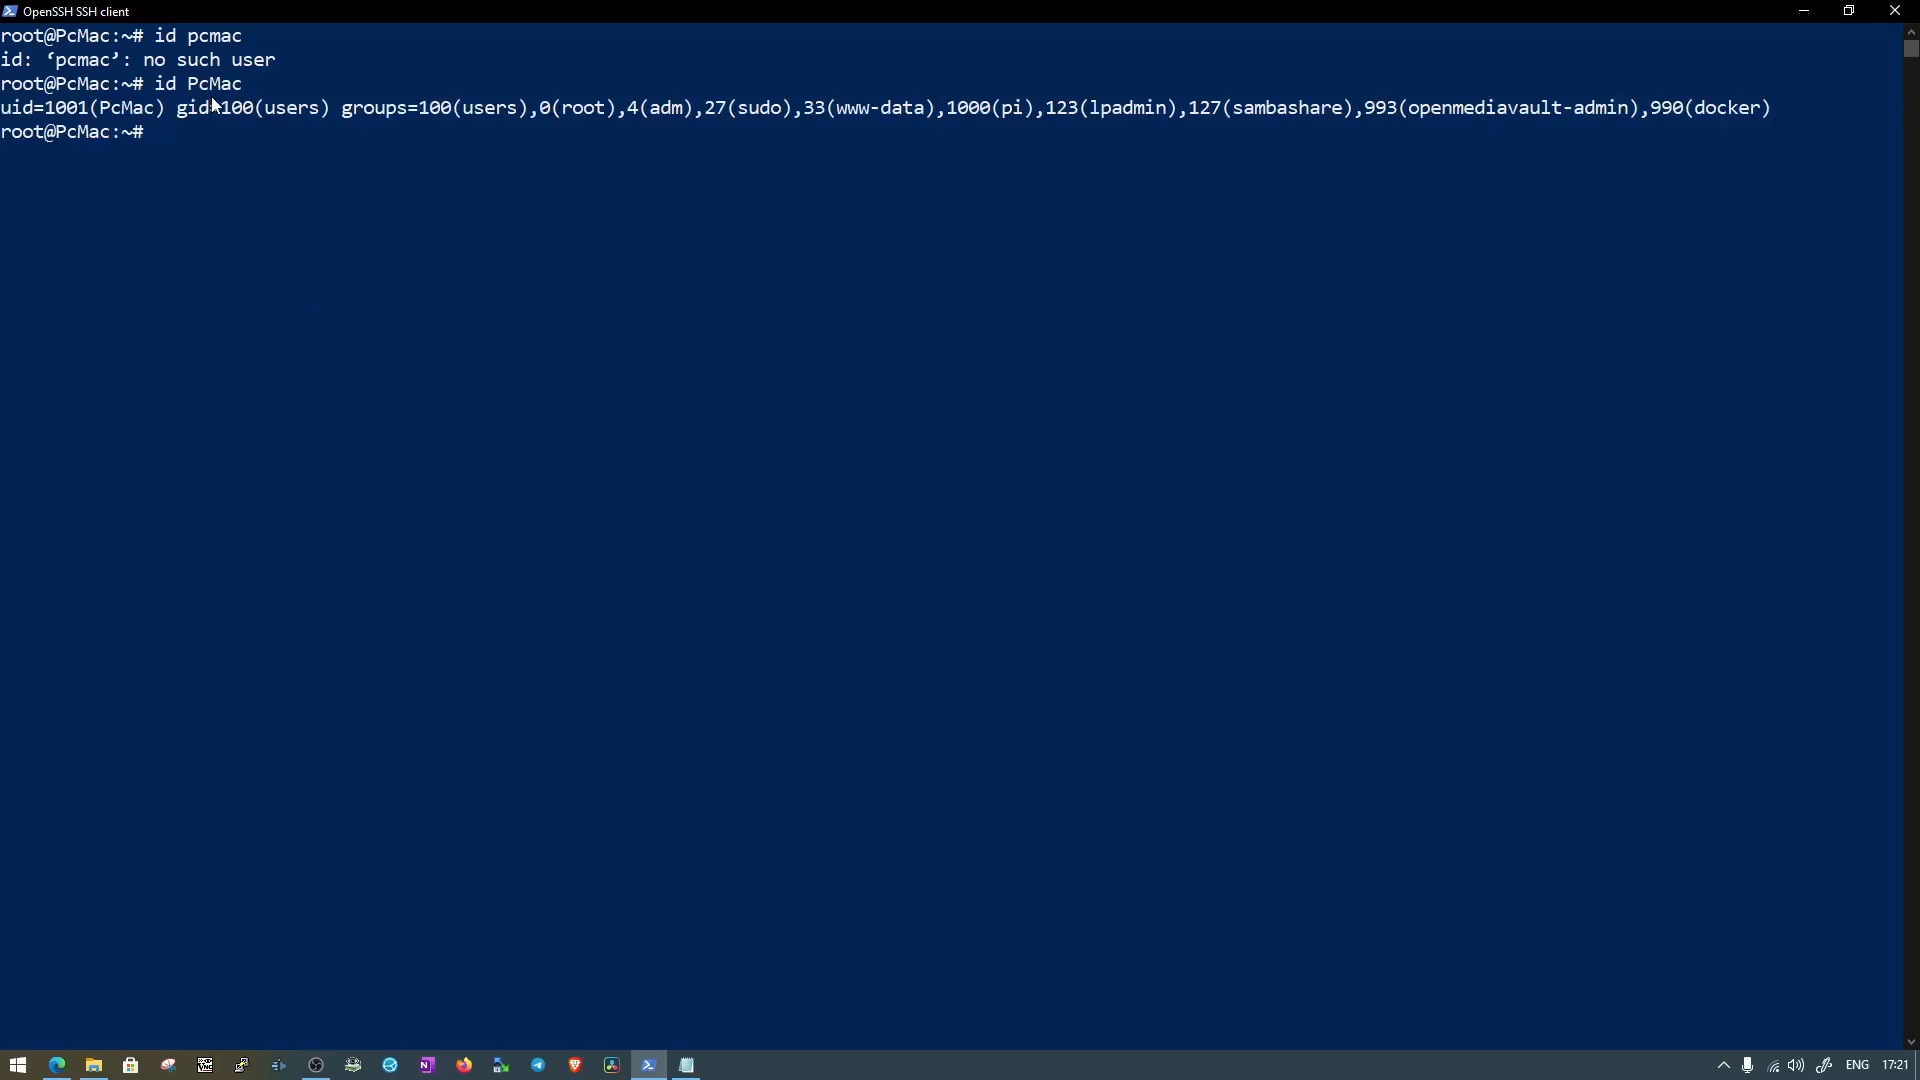 OpenSSH SSH client
root@PcMac:~# id pcmac
id: ‘pcmac’: no such user
root@PcMac:~# id PcMac
uid=1001(PcMac) gid=100(users) groups=100(users),0(root),4(adm),27(sudo),33(www-data),1000(pi),123(lpadmin),127(sambashare),993(openmediavault-admin),990(docker)
root@PcMac:~#
ENG 17:21